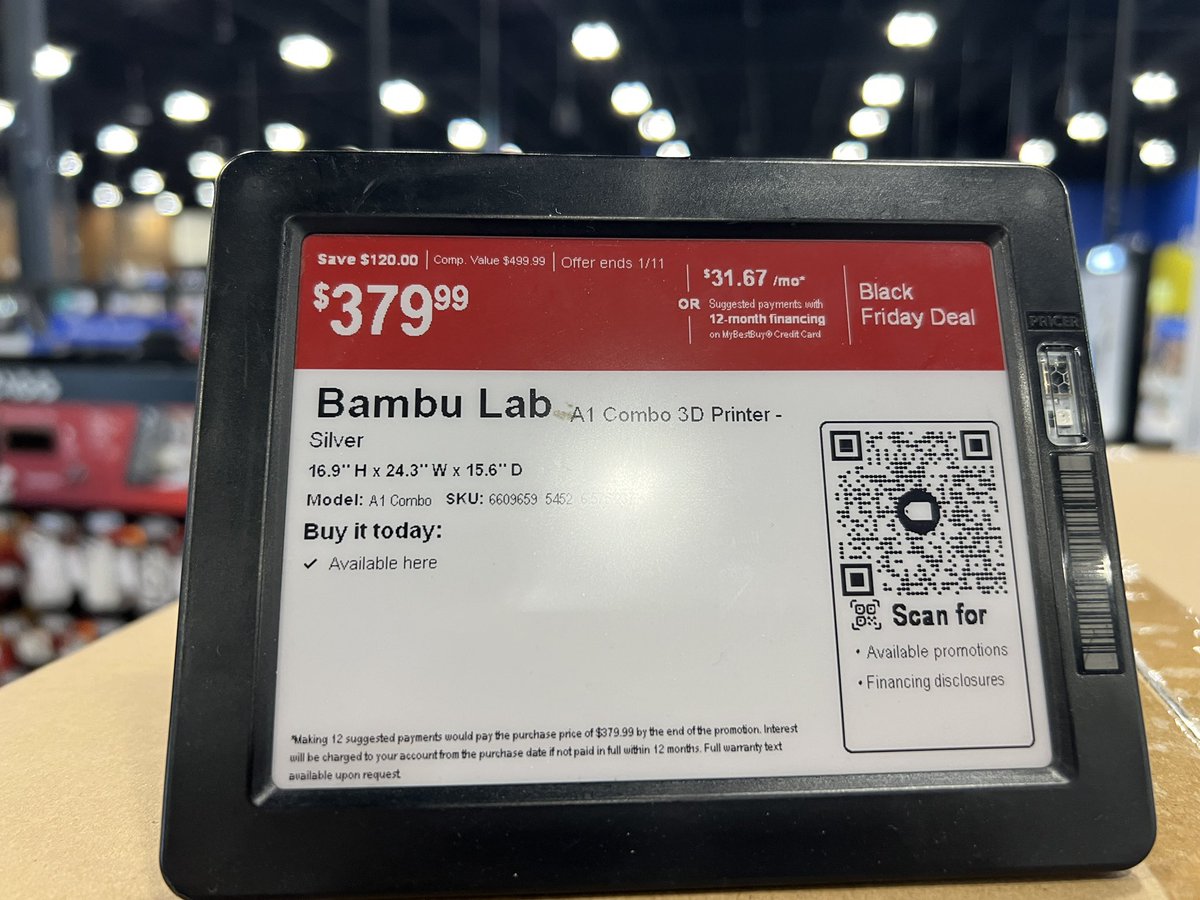 Save $120.00 | Comp. Value $499.99 | Offer ends 1/11
$379.99
OR
$31.67 /mo*
Suggested payments with
12-month financing
on MyBestBuy® Credit Card
Black
Friday Deal
PRICER
Bambu Lab A1 Combo 3D Printer -
Silver
16.9" H x 24.3" W x 15.6" D
Model: A1 Combo SKU: 6609659 5452
Buy it today:
✓ Available here
Scan for
• Available promotions
• Financing disclosures
*Making 12 suggested payments would pay the purchase price of $379.99 by the end of the promotion. Interest
will be charged to your account from the purchase date if not paid in full within 12 months. Full warranty text
available upon request